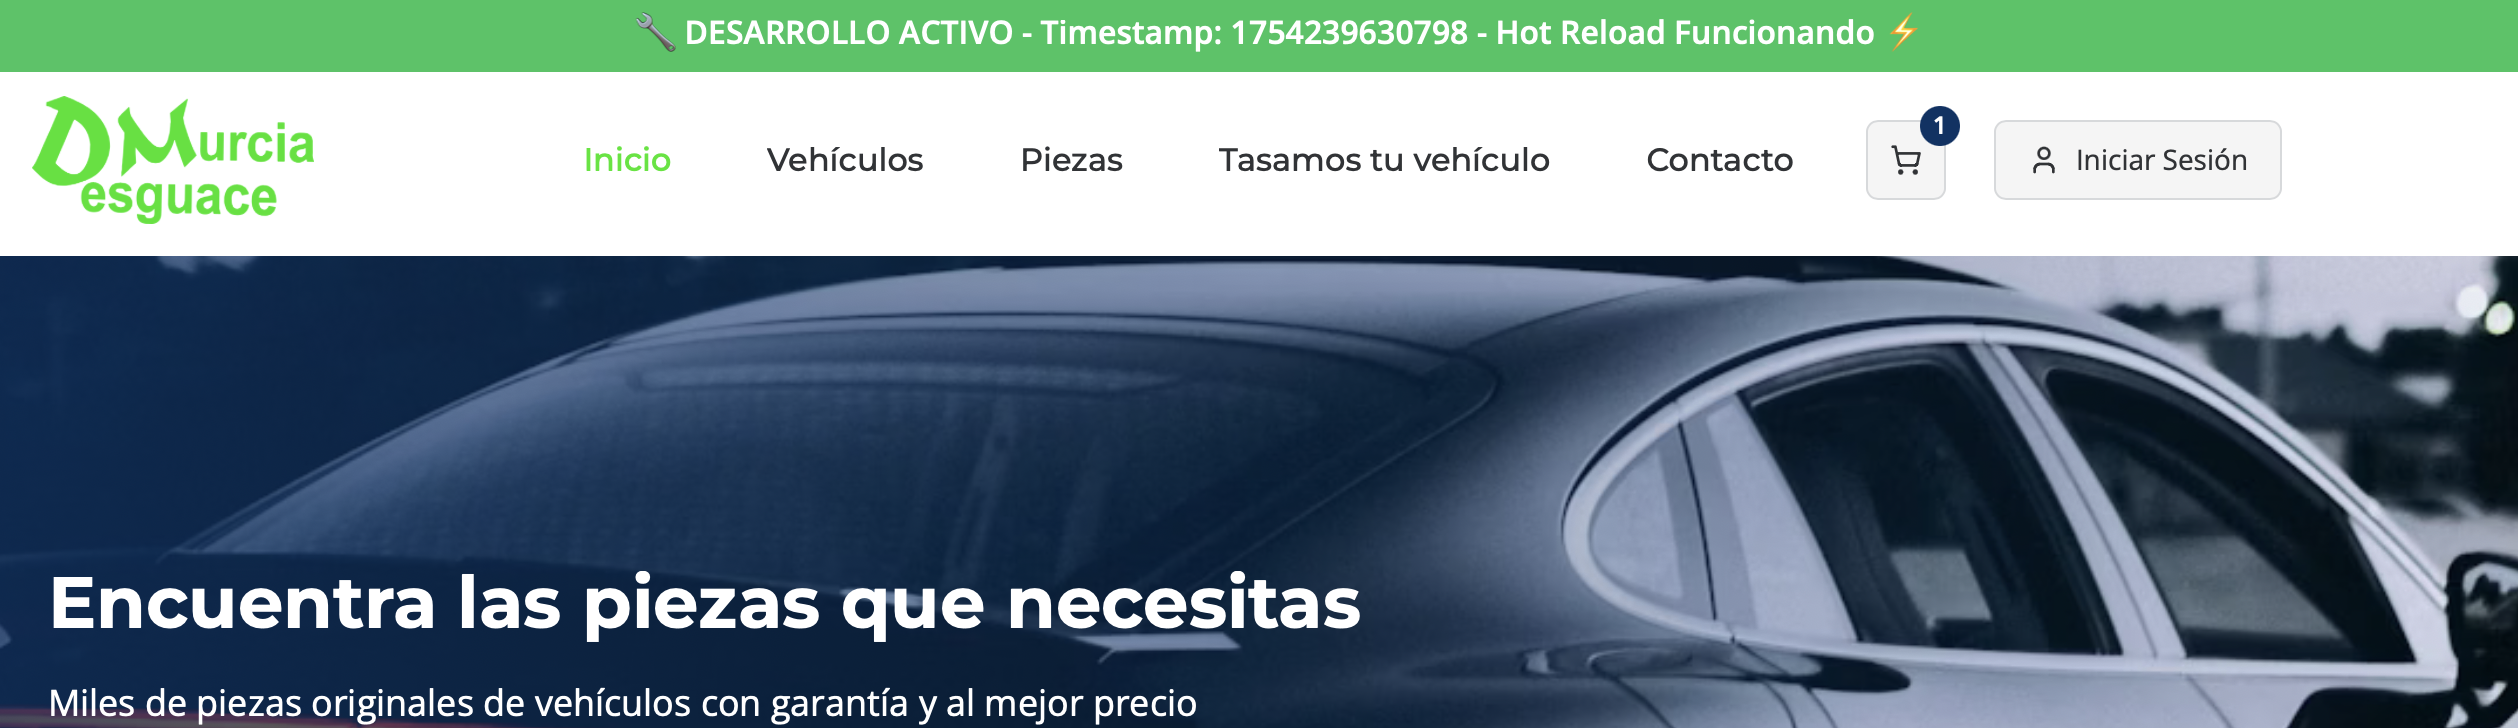 🔧 DESARROLLO ACTIVO - Timestamp: 1754239630798 - Hot Reload Funcionando ⚡
DMurcia
esguace
Inicio
Vehículos
Piezas
Tasamos tu vehículo
Contacto
1
Iniciar Sesión
Encuentra las piezas que necesitas
Miles de piezas originales de vehículos con garantía y al mejor precio